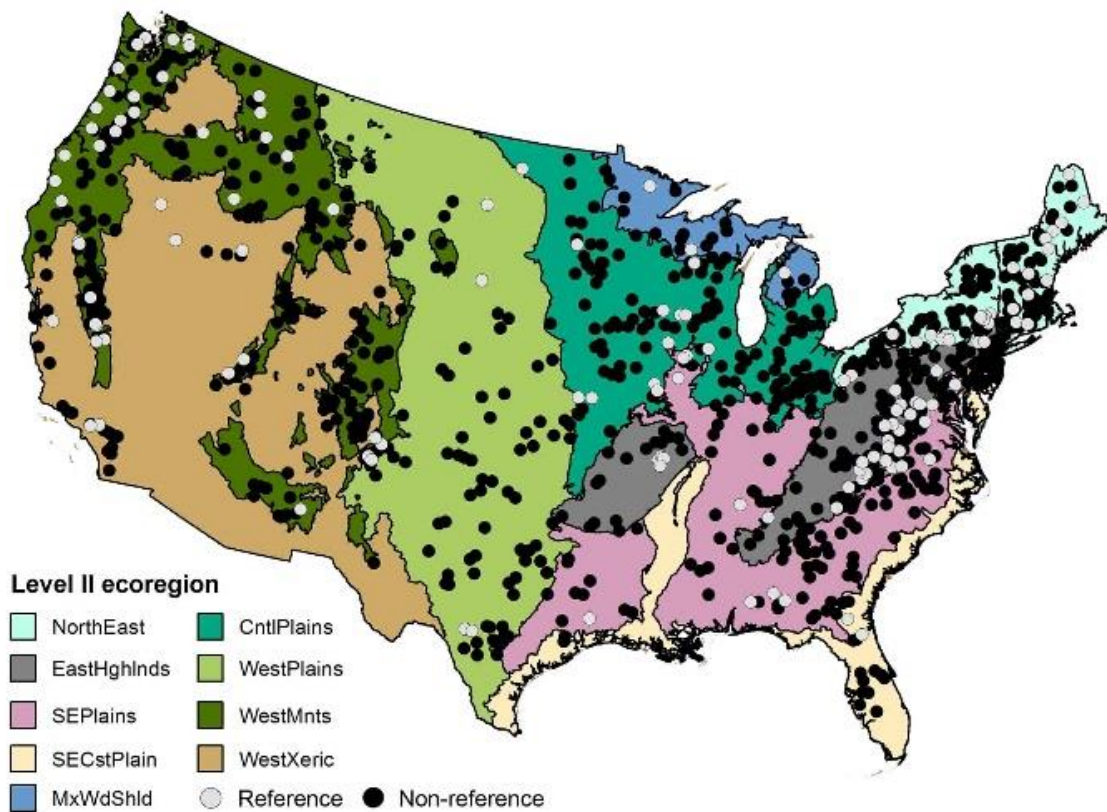 Level II ecoregion
NorthEast CntlPlains
EastHghlnds WestPlains
SEPlains WestMnts
SECstPlain WestXeric
MxWdShld Reference Non-reference